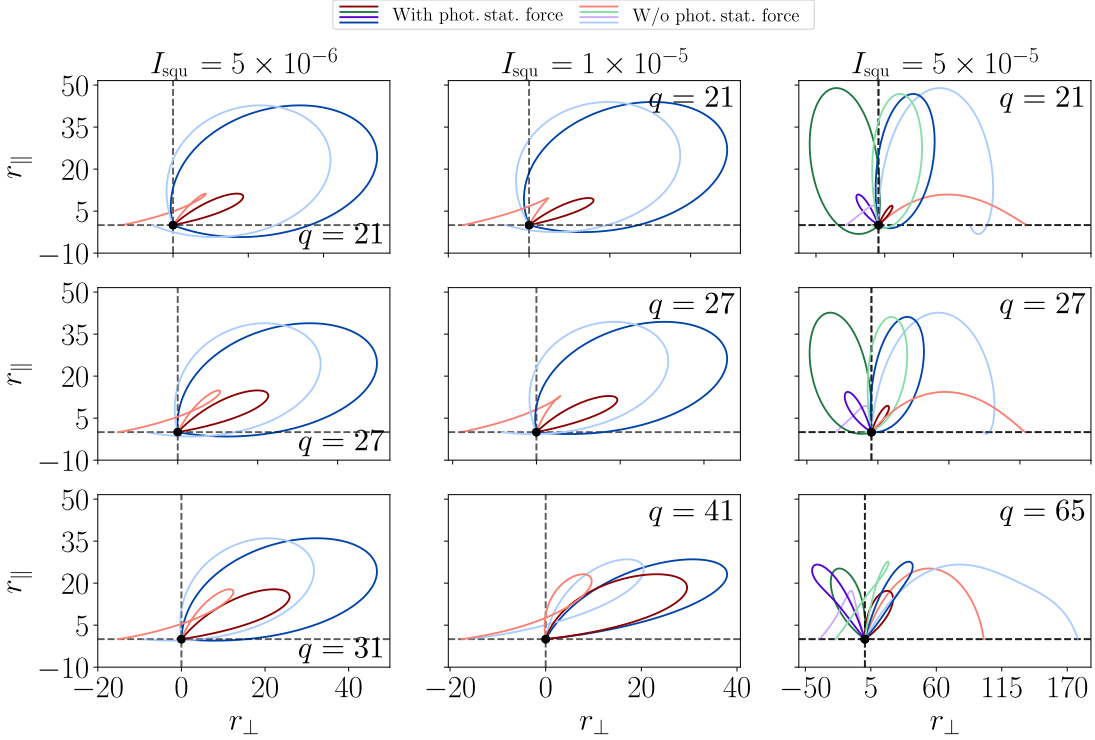 With phot. stat. force W/o phot. stat. force
I_squ = 5 × 10^−6 I_squ = 1 × 10^−5 I_squ = 5 × 10^−5
50 q = 21 q = 21
35
r_∥
20
5
q = 21
−10
50 q = 27 q = 27
35
r_∥
20
5
q = 27
−10
50 q = 41 q = 65
35
r_∥
20
5
q = 31
−10
−20 0 20 40 −20 0 20 40 −50 5 60 115 170
r_⊥ r_⊥ r_⊥